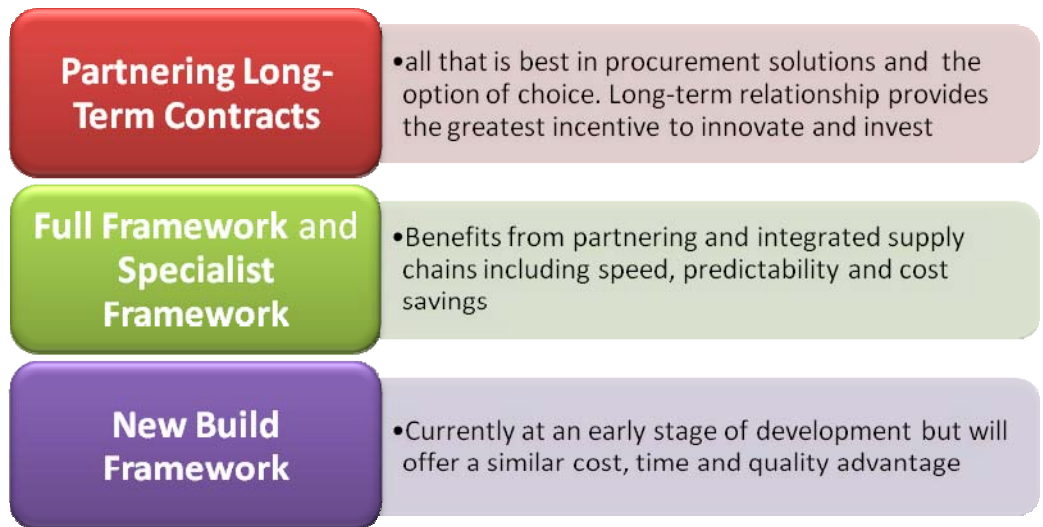 Partnering Long-
Term Contracts
•all that is best in procurement solutions and the
option of choice. Long-term relationship provides
the greatest incentive to innovate and invest
Full Framework and
Specialist
Framework
•Benefits from partnering and integrated supply
chains including speed, predictability and cost
savings
New Build
Framework
•Currently at an early stage of development but will
offer a similar cost, time and quality advantage